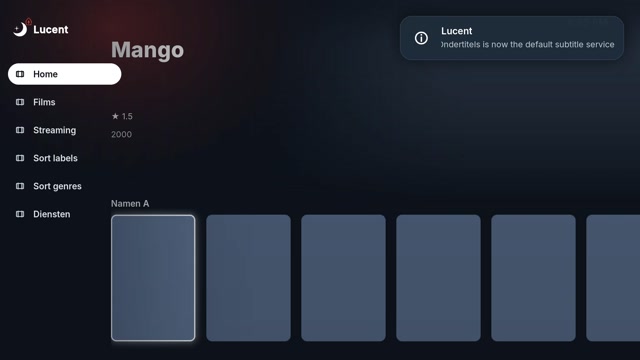 Lucent
Mango
Lucent
Ondertitels is now the default subtitle service
Home
Films
★ 1.5
Streaming
2000
Sort labels
Sort genres
Namen A
Diensten